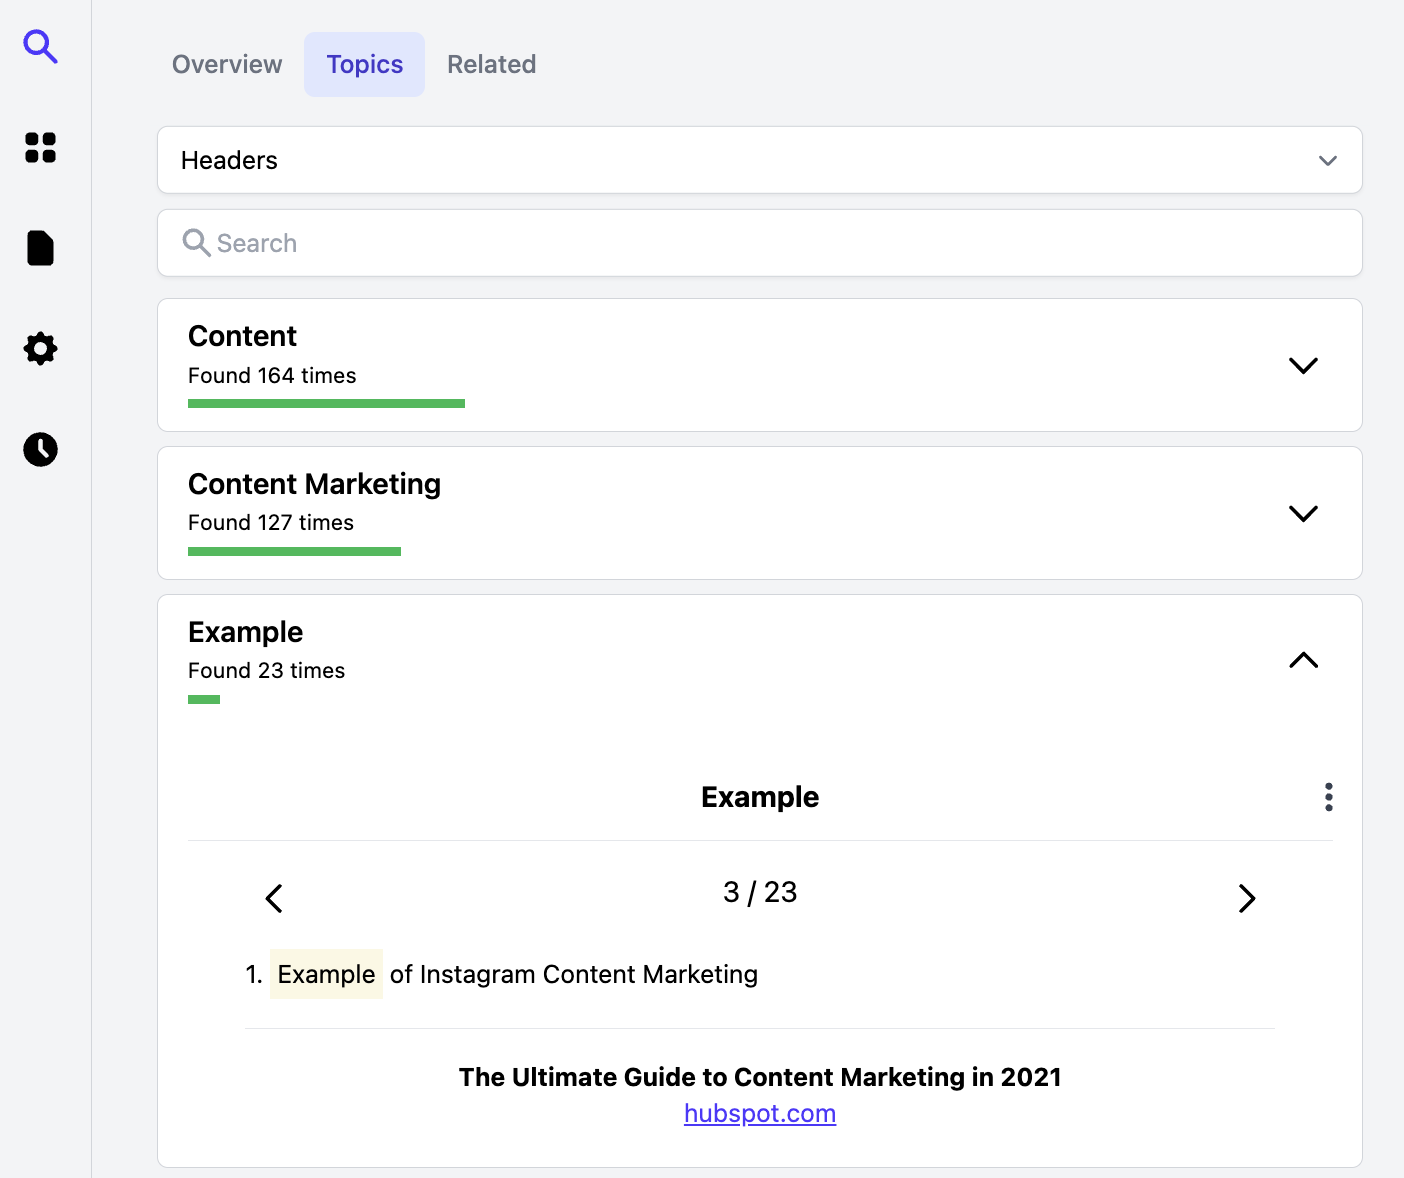 Overview Topics Related
Headers
Search
Content
Found 164 times
Content Marketing
Found 127 times
Example
Found 23 times
Example
3 / 23
1. Example of Instagram Content Marketing
The Ultimate Guide to Content Marketing in 2021
hubspot.com